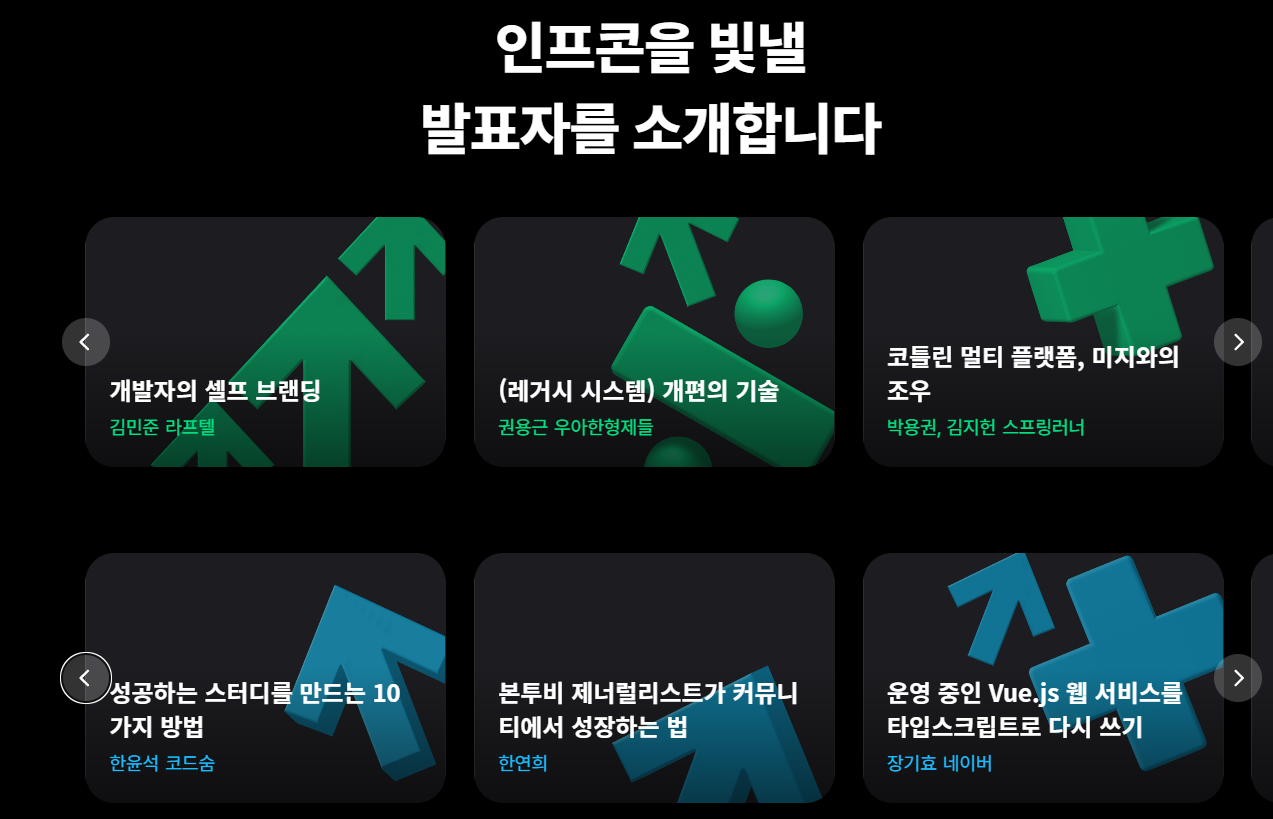 인프콘을 빛낼
발표자를 소개합니다
개발자의 셀프 브랜딩
김민준 라프텔
(레거시 시스템) 개편의 기술
권용근 우아한형제들
코틀린 멀티 플랫폼, 미지와의
조우
박용권, 김지헌 스프링러너
성공하는 스터디를 만드는 10
가지 방법
한윤석 코드숨
본투비 제너럴리스트가 커뮤니
티에서 성장하는 법
한연희
운영 중인 Vue.js 웹 서비스를
타입스크립트로 다시 쓰기
장기효 네이버